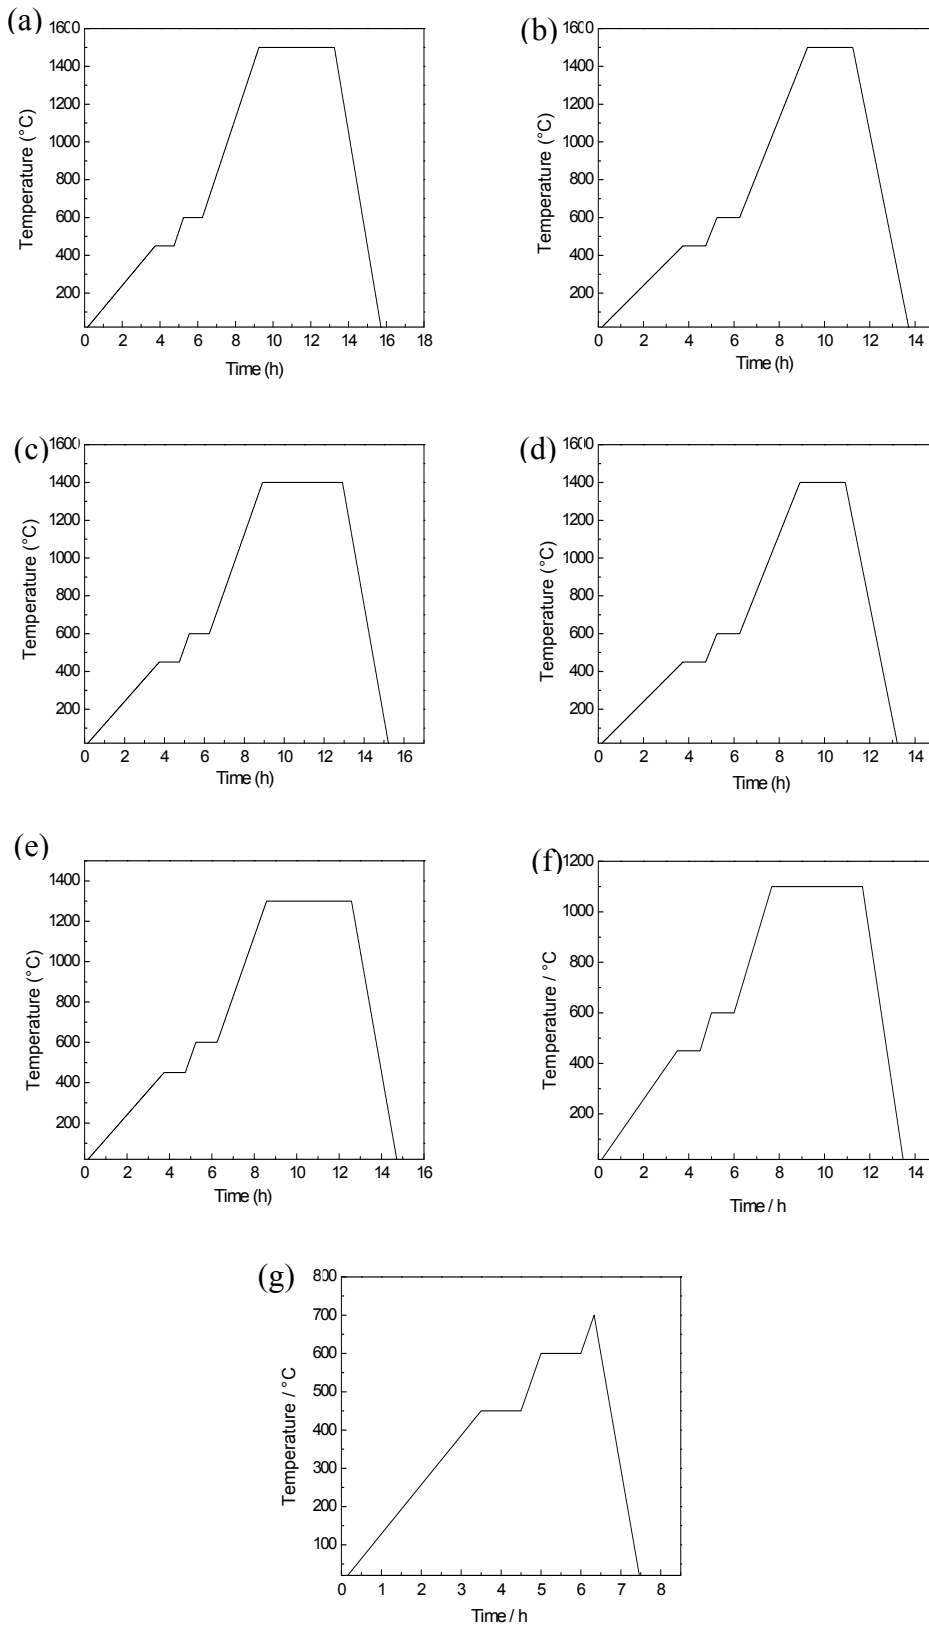 (a)
1600
1400
1200
1000
800
600
400
200
Temperature (°C)
0 2 4 6 8 10 12 14 16 18
Time (h)
(b)
1600
1400
1200
1000
800
600
400
200
Temperature (°C)
0 2 4 6 8 10 12 14
Time (h)
(c)
1600
1400
1200
1000
800
600
400
200
Temperature (°C)
0 2 4 6 8 10 12 14 16
Time (h)
(d)
1600
1400
1200
1000
800
600
400
200
Temperature (°C)
0 2 4 6 8 10 12 14
Time (h)
(e)
1400
1200
1000
800
600
400
200
Temperature (°C)
0 2 4 6 8 10 12 14 16
Time (h)
(f)
1200
1000
800
600
400
200
Temperature / °C
0 2 4 6 8 10 12 14
Time / h
(g)
800
700
600
500
400
300
200
100
Temperature / °C
0 1 2 3 4 5 6 7 8
Time / h